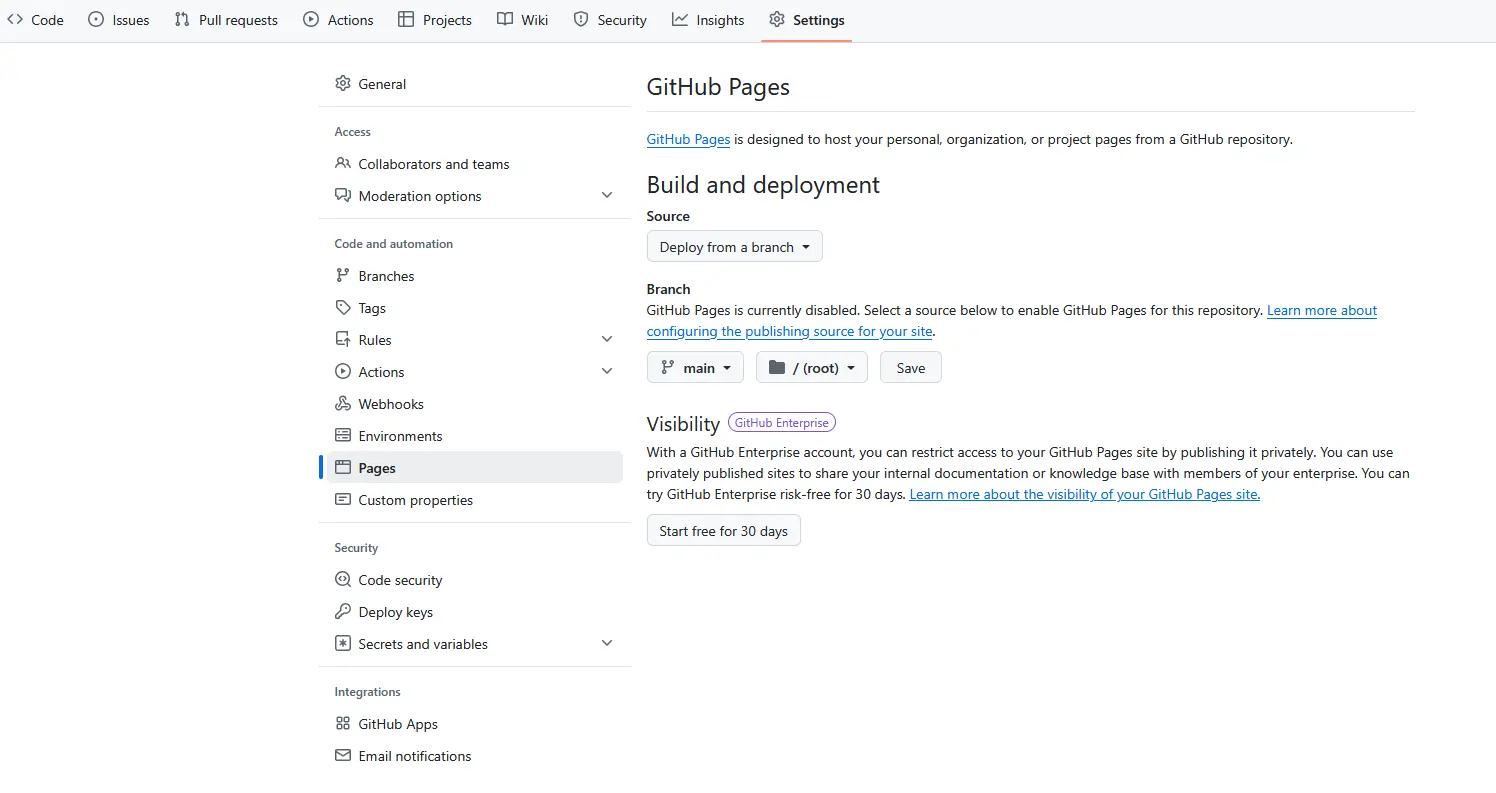 Code Issues Pull requests Actions Projects Wiki Security Insights Settings
General
Access
Collaborators and teams
Moderation options
Code and automation
Branches
Tags
Rules
Actions
Webhooks
Environments
Pages
Custom properties
Security
Code security
Deploy keys
Secrets and variables
Integrations
GitHub Apps
Email notifications
GitHub Pages
GitHub Pages is designed to host your personal, organization, or project pages from a GitHub repository.
Build and deployment
Source
Deploy from a branch
Branch
GitHub Pages is currently disabled. Select a source below to enable GitHub Pages for this repository. Learn more about
configuring the publishing source for your site.
main / (root) Save
Visibility GitHub Enterprise
With a GitHub Enterprise account, you can restrict access to your GitHub Pages site by publishing it privately. You can use
privately published sites to share your internal documentation or knowledge base with members of your enterprise. You can
try GitHub Enterprise risk-free for 30 days. Learn more about the visibility of your GitHub Pages site.
Start free for 30 days